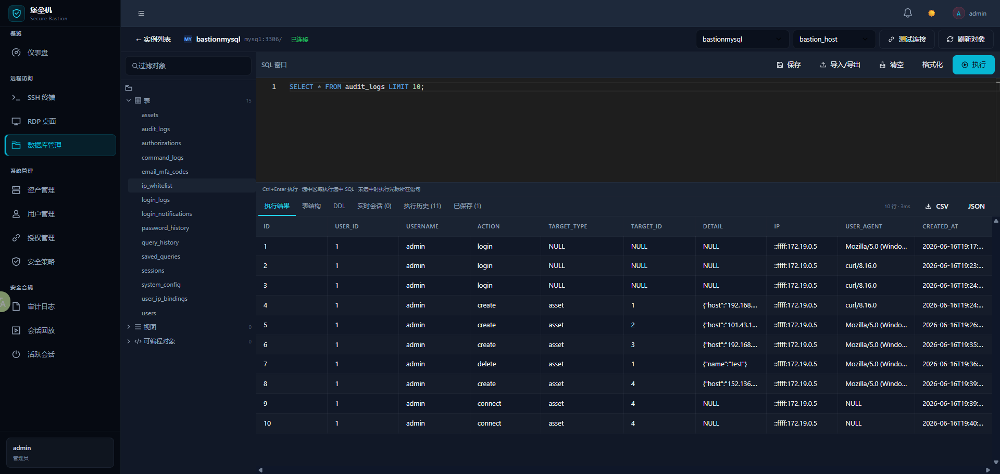 堡垒机
Secure Bastion
admin
概览
仪表盘
远程访问
SSH 终端
RDP 桌面
数据库管理
系统管理
资产管理
用户管理
授权管理
安全策略
安全合规
审计日志
会话回放
活跃会话
admin
管理员
A
A
← 实例列表
MY bastionmysql mysql:3306/ 已连接
bastionmysql
bastion_host
测试连接
刷新对象
过滤对象
表 15
assets
audit_logs
authorizations
command_logs
email_mfa_codes
ip_whitelist
login_logs
login_notifications
password_history
query_history
saved_queries
sessions
system_config
user_ip_bindings
users
视图 0
可编程对象 0
SQL 窗口
保存
导入/导出
清空
格式化
执行
1 SELECT * FROM audit_logs LIMIT 10;
Ctrl+Enter 执行 · 选中区域执行选中 SQL · 未选中时执行光标所在语句
执行结果 表结构 DDL 实时会话 (0) 执行历史 (11) 已保存 (1)
10 行 · 3ms CSV JSON
ID USER_ID USERNAME ACTION TARGET_TYPE TARGET_ID DETAIL IP USER_AGENT CREATED_AT
1 1 admin login NULL NULL NULL ::ffff:172.19.0.5 Mozilla/5.0 (Windo... 2026-06-16T19:17:...
2 1 admin login NULL NULL NULL ::ffff:172.19.0.5 curl/8.16.0 2026-06-16T19:23:...
3 1 admin login NULL NULL NULL ::ffff:172.19.0.5 curl/8.16.0 2026-06-16T19:24:...
4 1 admin create asset 1 {"host":"192.168.... ::ffff:172.19.0.5 curl/8.16.0 2026-06-16T19:24:...
5 1 admin create asset 2 {"host":"101.43.1... ::ffff:172.19.0.5 Mozilla/5.0 (Windo... 2026-06-16T19:26:...
6 1 admin create asset 3 {"host":"192.168.... ::ffff:172.19.0.5 Mozilla/5.0 (Windo... 2026-06-16T19:35:...
7 1 admin delete asset 1 {"name":"test"} ::ffff:172.19.0.5 Mozilla/5.0 (Windo... 2026-06-16T19:36:...
8 1 admin create asset 4 {"host":"152.136.... ::ffff:172.19.0.5 Mozilla/5.0 (Windo... 2026-06-16T19:39:...
9 1 admin connect asset 4 NULL ::ffff:172.19.0.5 NULL 2026-06-16T19:39:...
10 1 admin connect asset 4 NULL ::ffff:172.19.0.5 NULL 2026-06-16T19:40:...